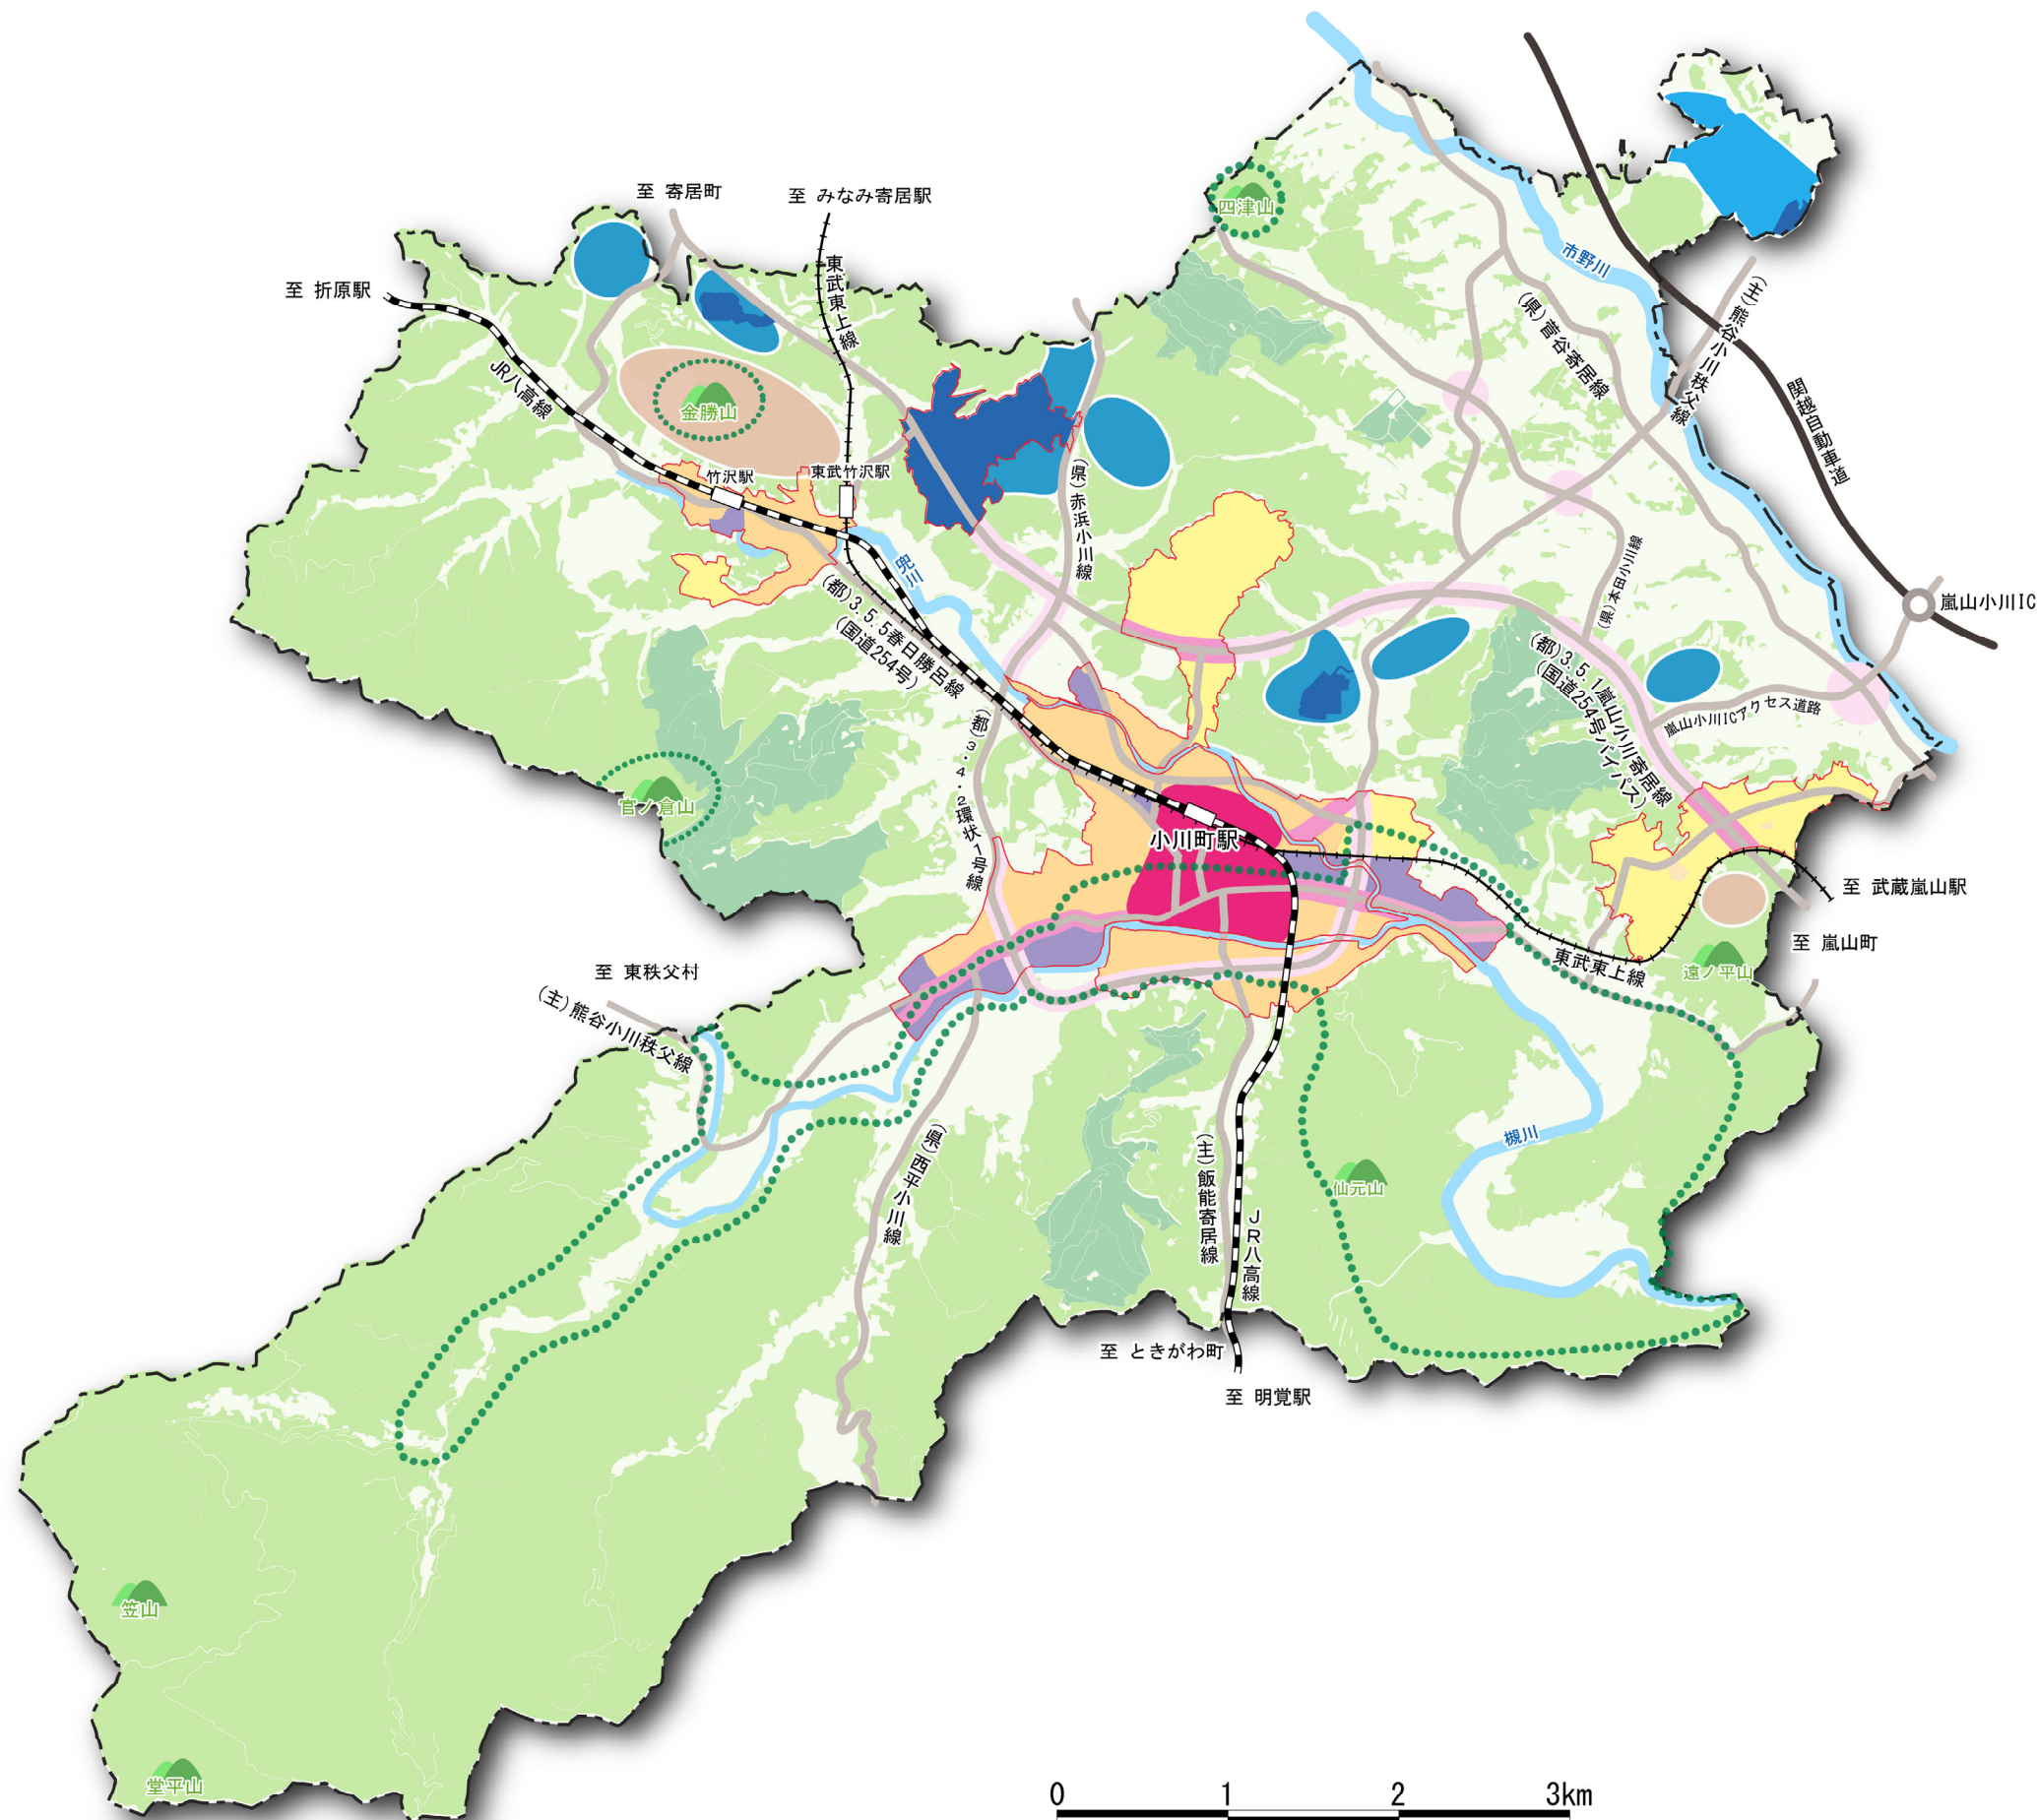 至 寄居町
至 みなみ寄居駅
四津山
市野川
至 折原駅
東武東上線
(主)熊谷小川秩父線
(県)菅谷寄居線
JR八高線
金勝山
関越自動車道
竹沢駅
東武竹沢駅
(県)赤浜小川線
兜川
(県)本田小川線
嵐山小川IC
(都)3.5.5春日勝呂線
(国道254号)
(都)3.5.1嵐山小川寄居線
(国道254号バイパス)
嵐山小川ICアクセス道路
(都)3.4.2環状1号線
官ノ倉山
小川町駅
至 武蔵嵐山駅
至 嵐山町
東武東上線
遠ノ平山
至 東秩父村
(主)熊谷小川秩父線
槻川
(県)西平小川線
(主)飯能寄居線
仙元山
JR八高線
至 ときがわ町
至 明覚駅
笠山
堂平山
0 1 2 3km